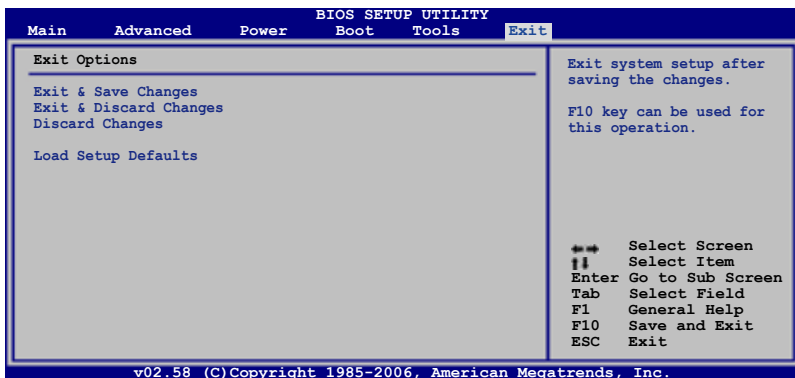 BIOS SETUP UTILITY
Main Advanced Power Boot Tools Exit
Exit Options
Exit & Save Changes
Exit & Discard Changes
Discard Changes
Load Setup Defaults
Exit system setup after
saving the changes.
F10 key can be used for
this operation.
←→ Select Screen
↑↓ Select Item
Enter Go to Sub Screen
Tab Select Field
F1 General Help
F10 Save and Exit
ESC Exit
v02.58 (C)Copyright 1985-2006, American Megatrends, Inc.